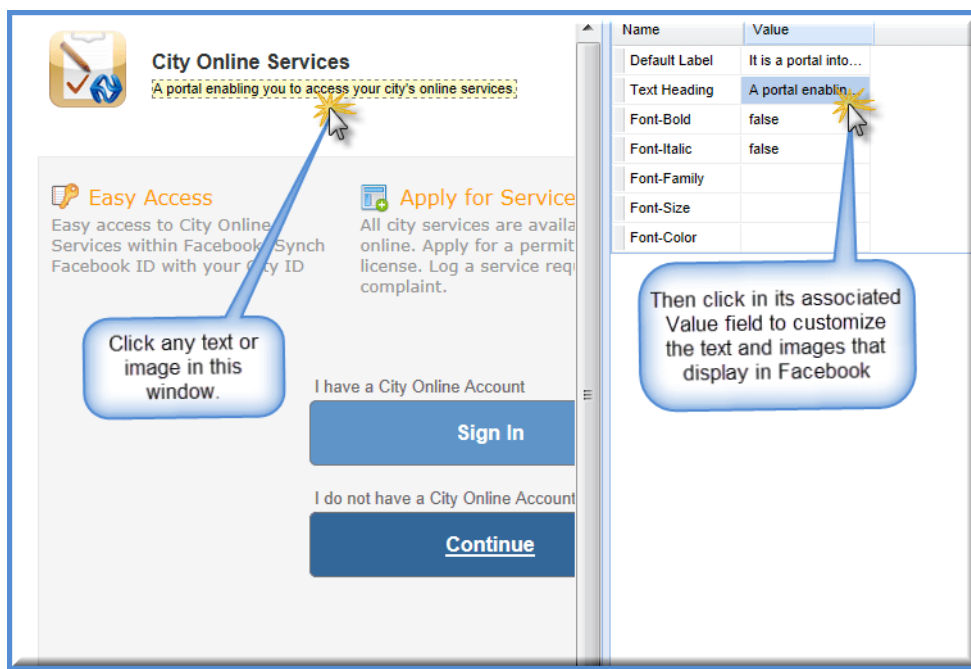 City Online Services
A portal enabling you to access your city's online services.
Easy Access
Easy access to City Online
Services within Facebook. Synch
Facebook ID with your City ID
Apply for Service
All city services are availa
online. Apply for a permit
license. Log a service req
complaint.
Click any text or
image in this
window.
I have a City Online Account
Sign In
I do not have a City Online Account
Continue
Name Value
Default Label It is a portal into...
Text Heading A portal enablin...
Font-Bold false
Font-Italic false
Font-Family
Font-Size
Font-Color
Then click in its associated
Value field to customize
the text and images that
display in Facebook